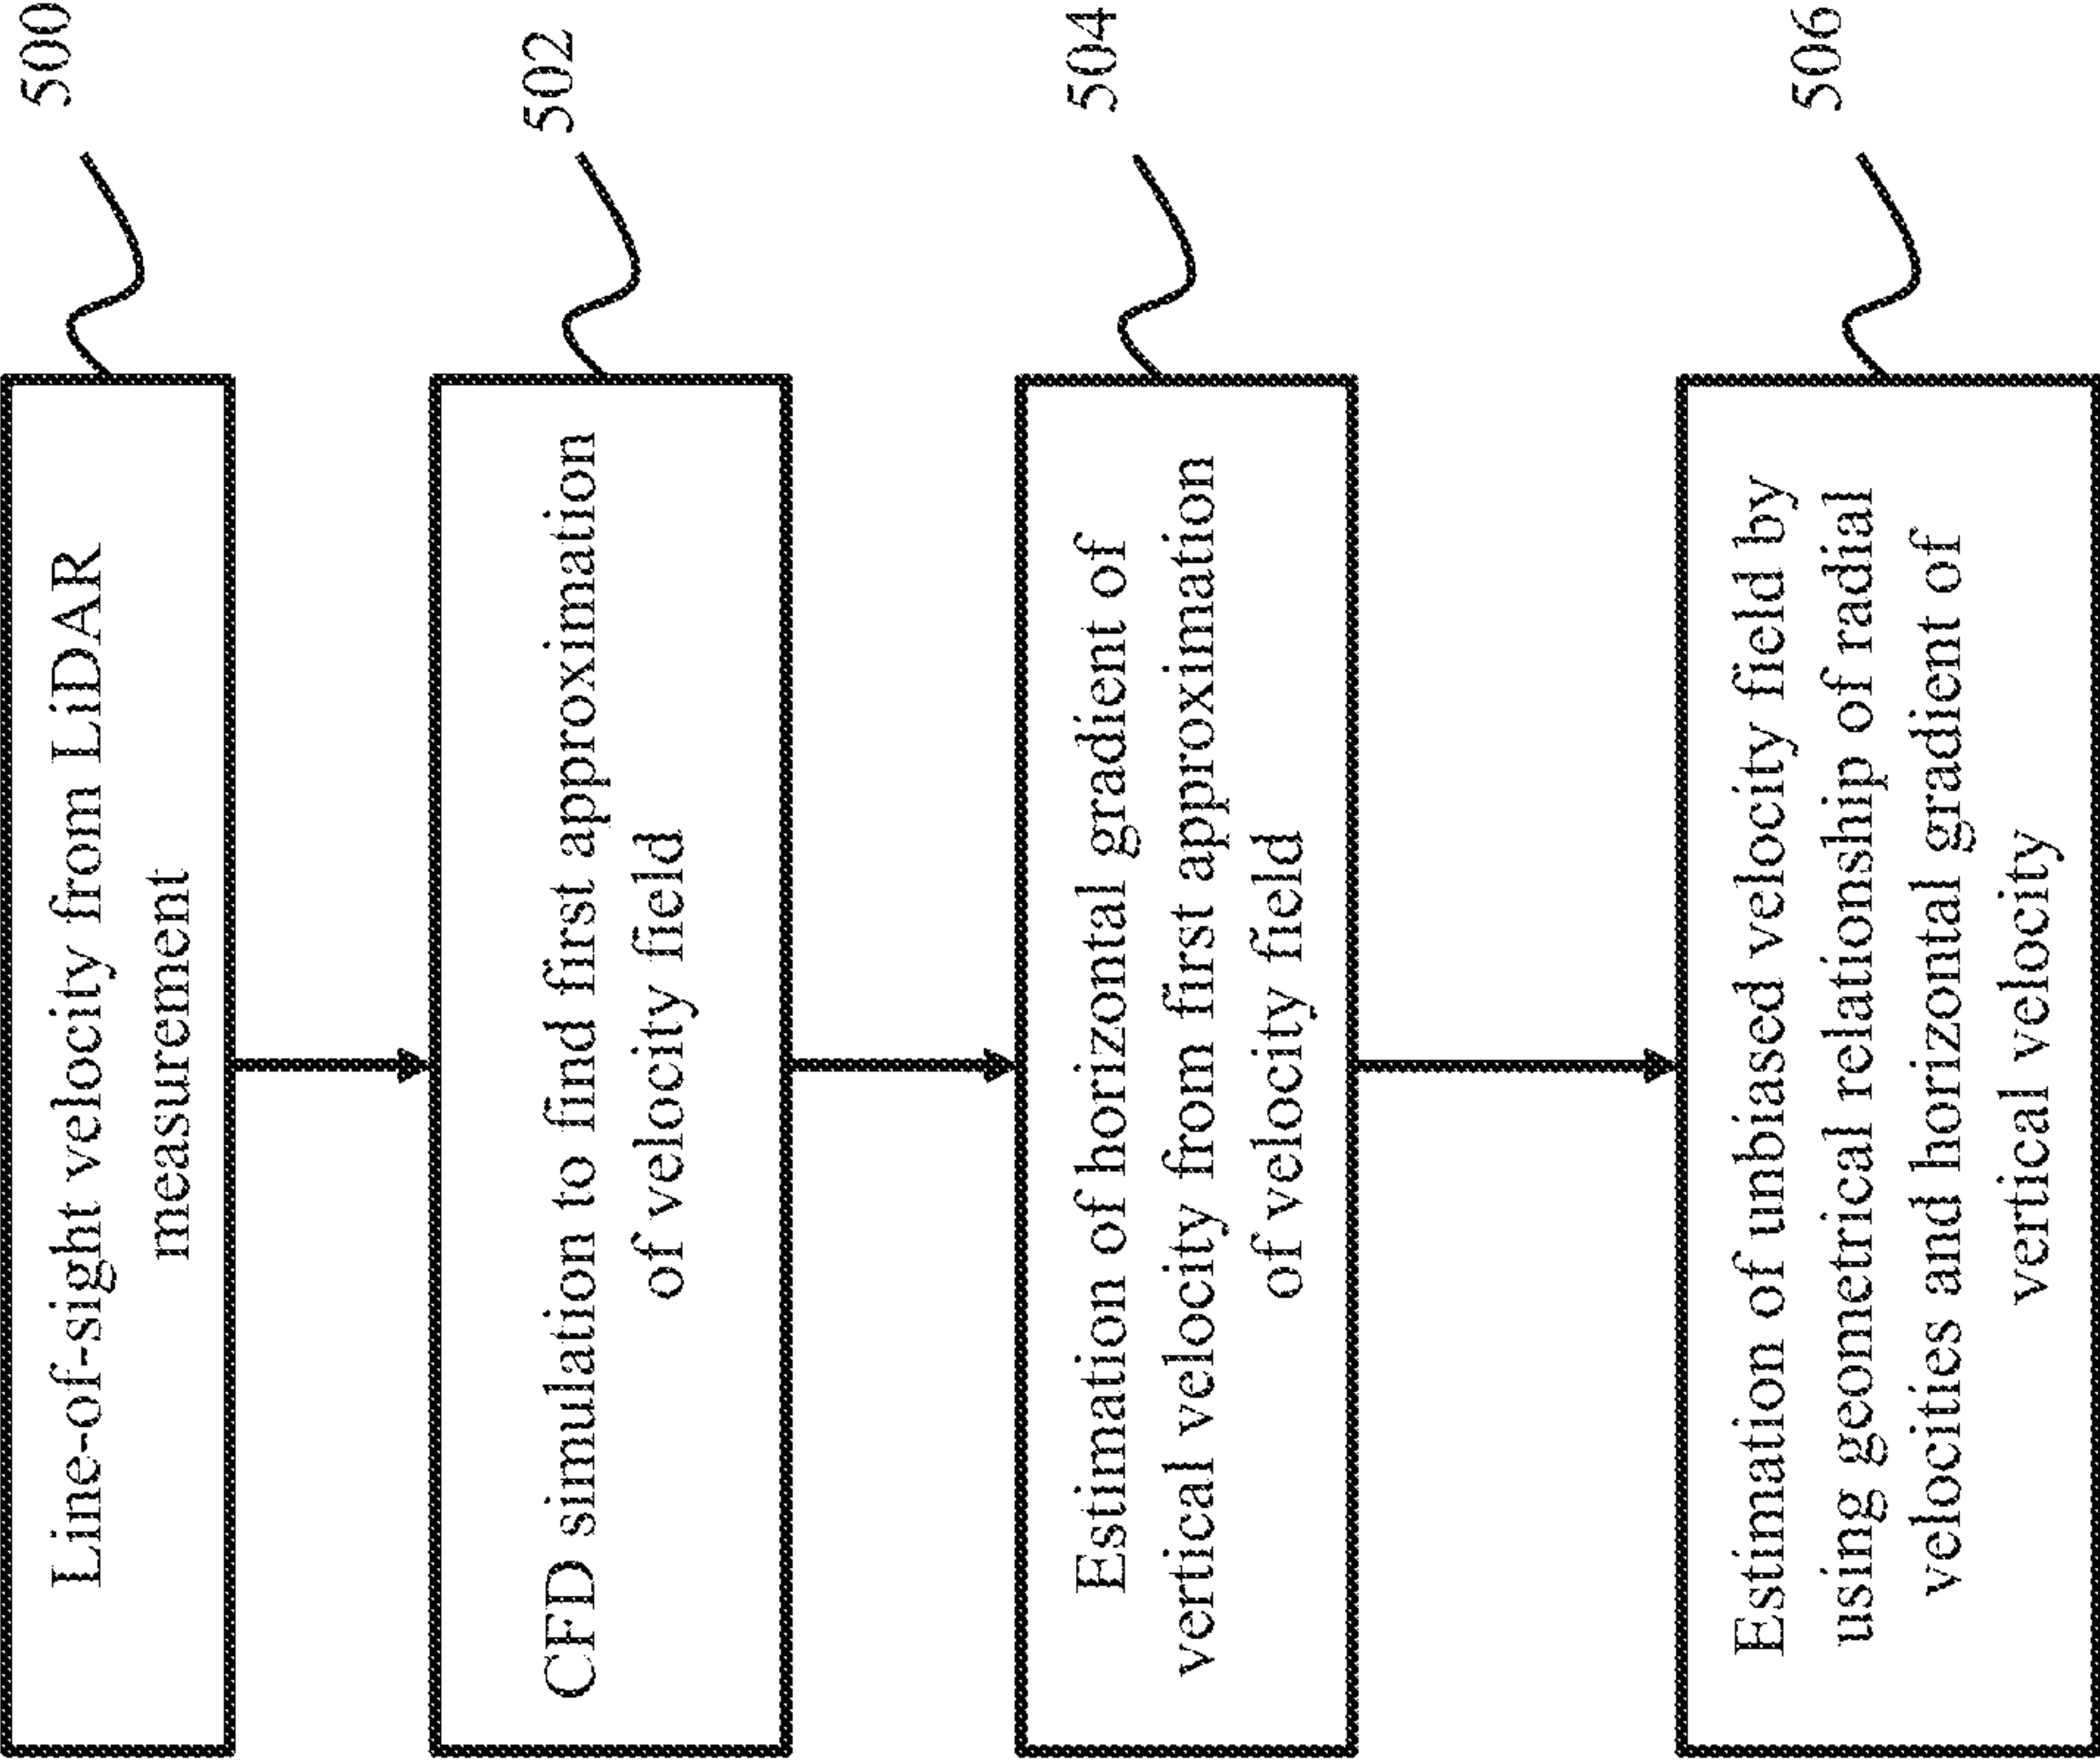 500
Line-of-sight velocity from LiDAR
measurement
502
CFD simulation to find first approximation
of velocity field
504
Estimation of horizontal gradient of
vertical velocity from first approximation
of velocity field
506
Estimation of unbiased velocity field by
using geometrical relationship of radial
velocities and horizontal gradient of
vertical velocity